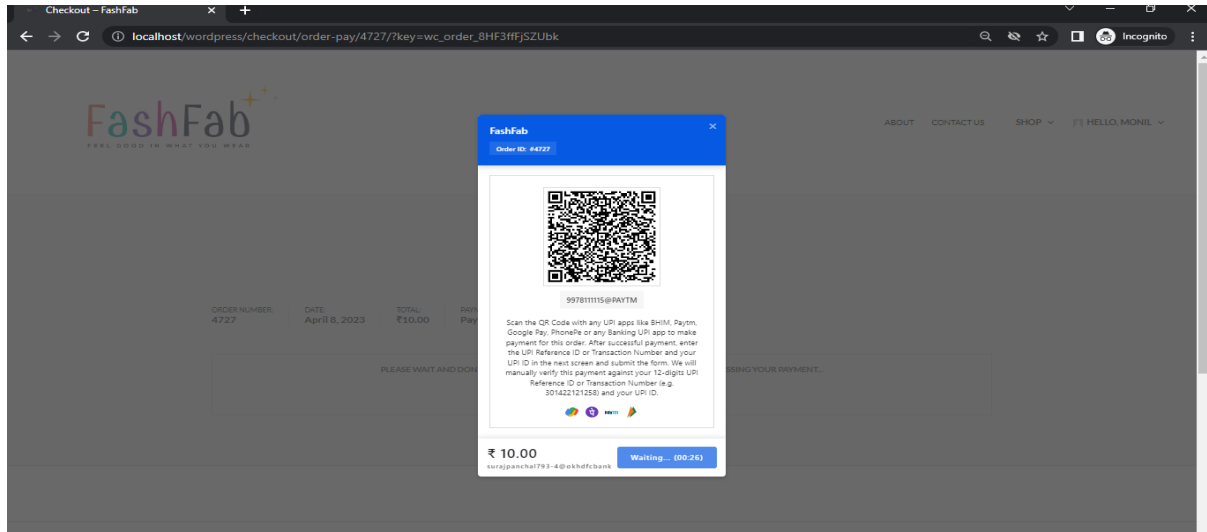 Checkout – FashFab
localhost/wordpress/checkout/order-pay/4727/?key=wc_order_8HF3ffFjSZUbk
Incognito
FashFab
FEEL GOOD IN WHAT YOU WEAR
ABOUT CONTACT US SHOP HELLO, MONIL
FashFab
Order ID: #4727
9978111115@PAYTM
Scan the QR Code with any UPI apps like BHIM, Paytm,
Google Pay, PhonePe or any Banking UPI app to make
payment for this order. After successful payment, enter
the UPI Reference ID or Transaction Number and your
UPI ID in the next screen and submit the form. We will
manually verify this payment against your 12-digits UPI
Reference ID or Transaction Number (e.g.
301422121258) and your UPI ID.
₹ 10.00
surajpanchal793-4@okhdfcbank
Waiting... (00:26)
ORDER NUMBER: DATE: TOTAL:
4727 April 8, 2023 ₹10.00 Pay
PLEASE WAIT AND DON
SSING YOUR PAYMENT...